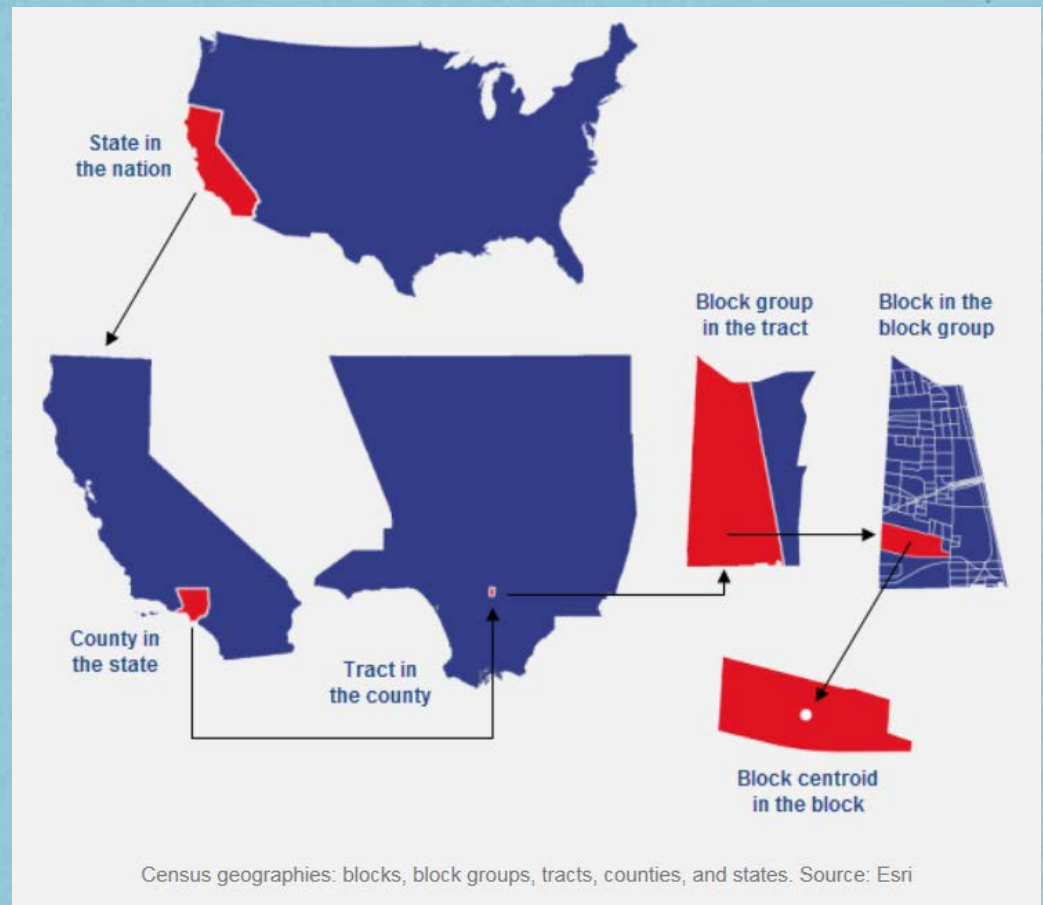 State in
the nation
Block group
in the tract
Block in the
block group
County in
the state
Tract in
the county
Block centroid
in the block
Census geographies: blocks, block groups, tracts, counties, and states. Source: Esri